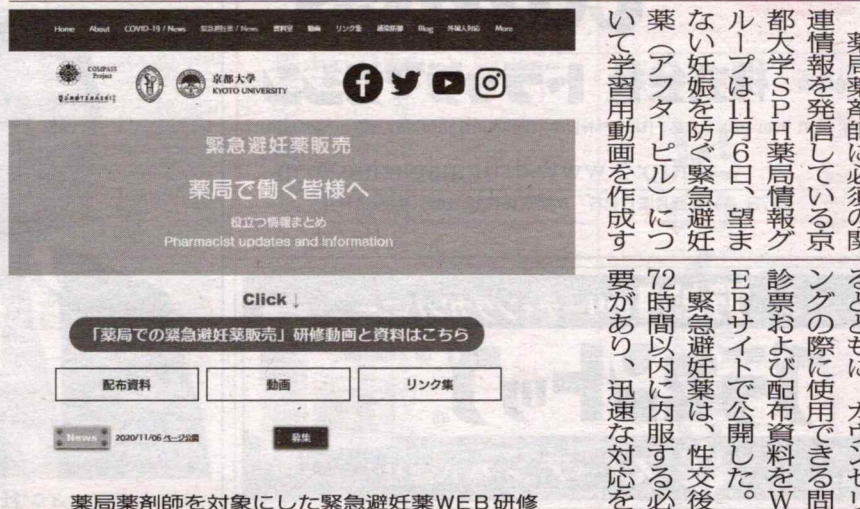 Home About COVID-19 / News 緊急避妊薬 / News 資料室 動画 リンク集 感染防御 Blog 外国人対応 More
COMPASS
Project
京都大学
KYOTO UNIVERSITY
緊急避妊薬販売
薬局で働く皆様へ
役立つ情報まとめ
Pharmacist updates and information
Click ↓
「薬局での緊急避妊薬販売」研修動画と資料はこちら
配布資料 動画 リンク集
News 2020/11/06 ページ公開 募集
薬局薬剤師を対象にした緊急避妊薬WEB研修
薬局薬剤師に必須の関
連情報を発信している京
都大学SPH薬局情報グ
ループは11月6日、望ま
ない妊娠を防ぐ緊急避妊
薬（アフターピル）につ
いて学習用動画を作成す
るとともに、カウンセリ
ングの際に使用できる問
診票および配布資料をW
EBサイトで公開した。
緊急避妊薬は、性交後
72時間以内に内服する必
要があり、迅速な対応を